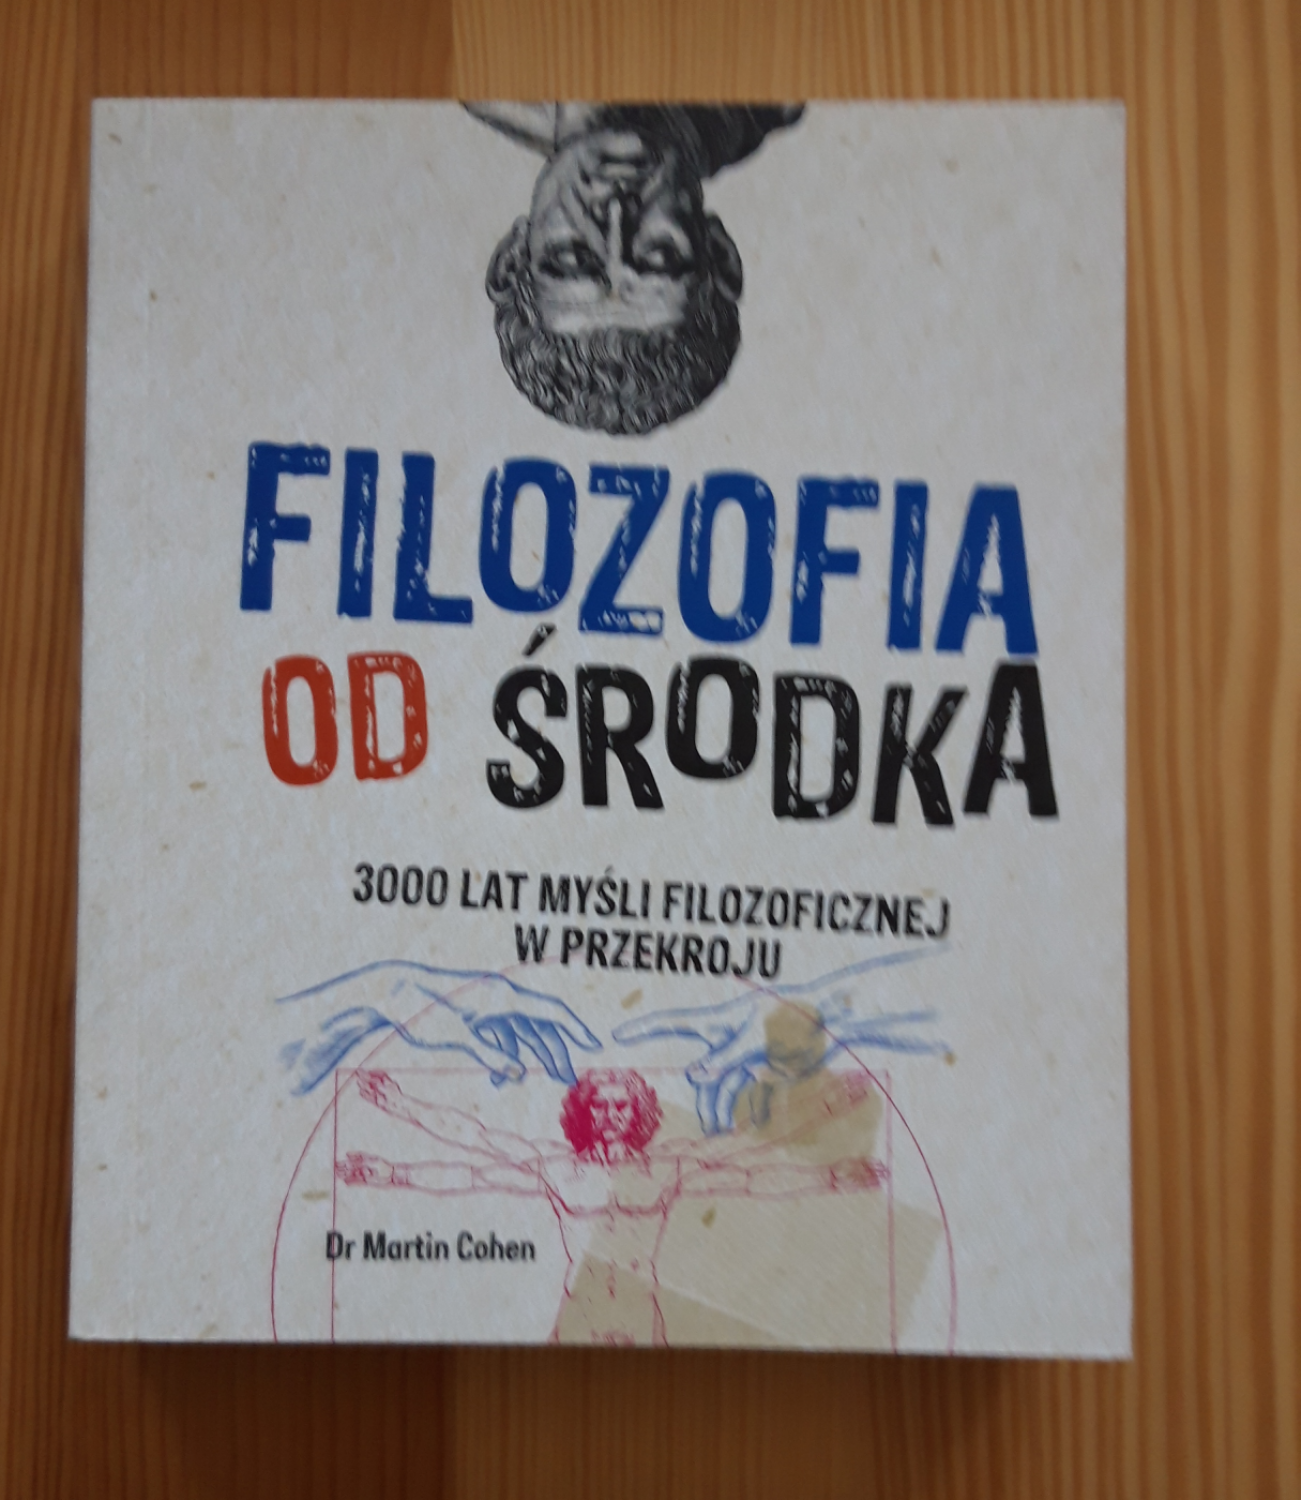 FILOZOFIA
OD ŚRODKA
3000 LAT MYŚLI FILOZOFICZNEJ
W PRZEKROJU
Dr Martin Cohen